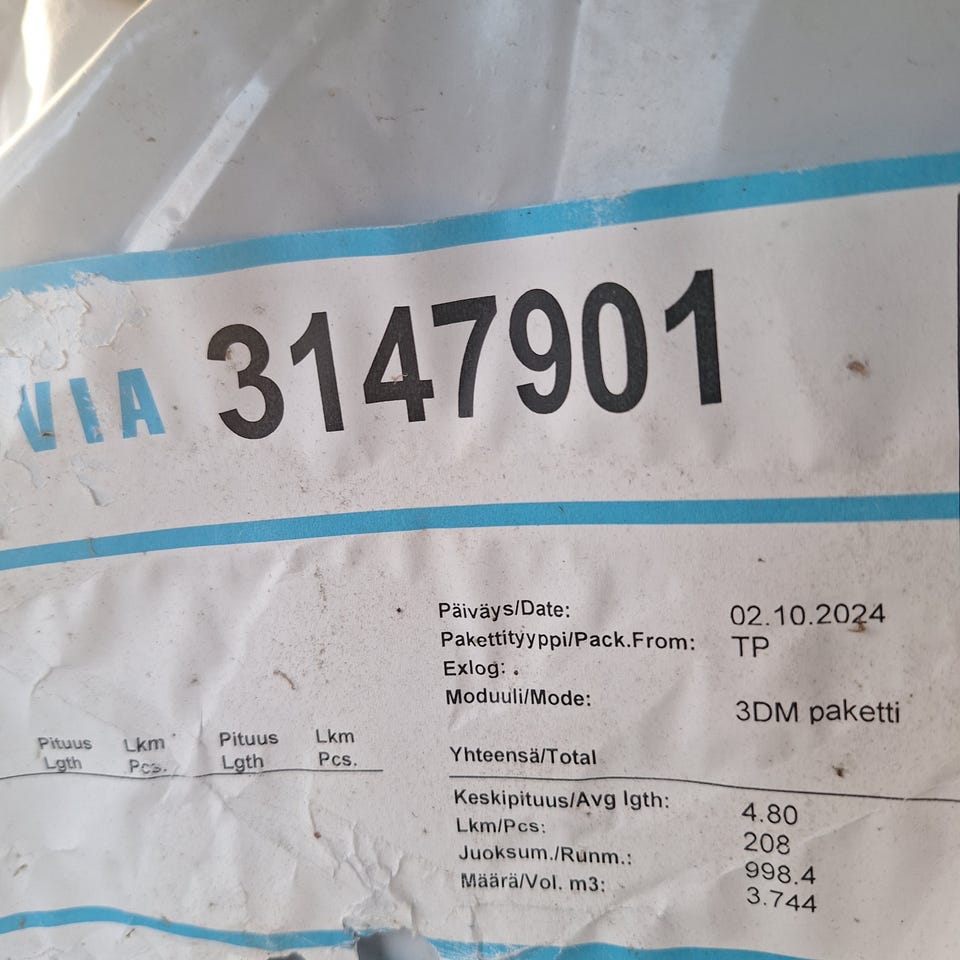 VIA 3147901
Päiväys/Date: 02.10.2024
Pakettityyppi/Pack.From: TP
Exlog: .
Moduuli/Mode: 3DM paketti
Pituus Lkm Pituus Lkm
Lgth Pcs. Lgth Pcs.
Yhteensä/Total
Keskipituus/Avg lgth: 4.80
Lkm/Pcs: 208
Juoksum./Runm.: 998.4
Määrä/Vol. m3: 3.744